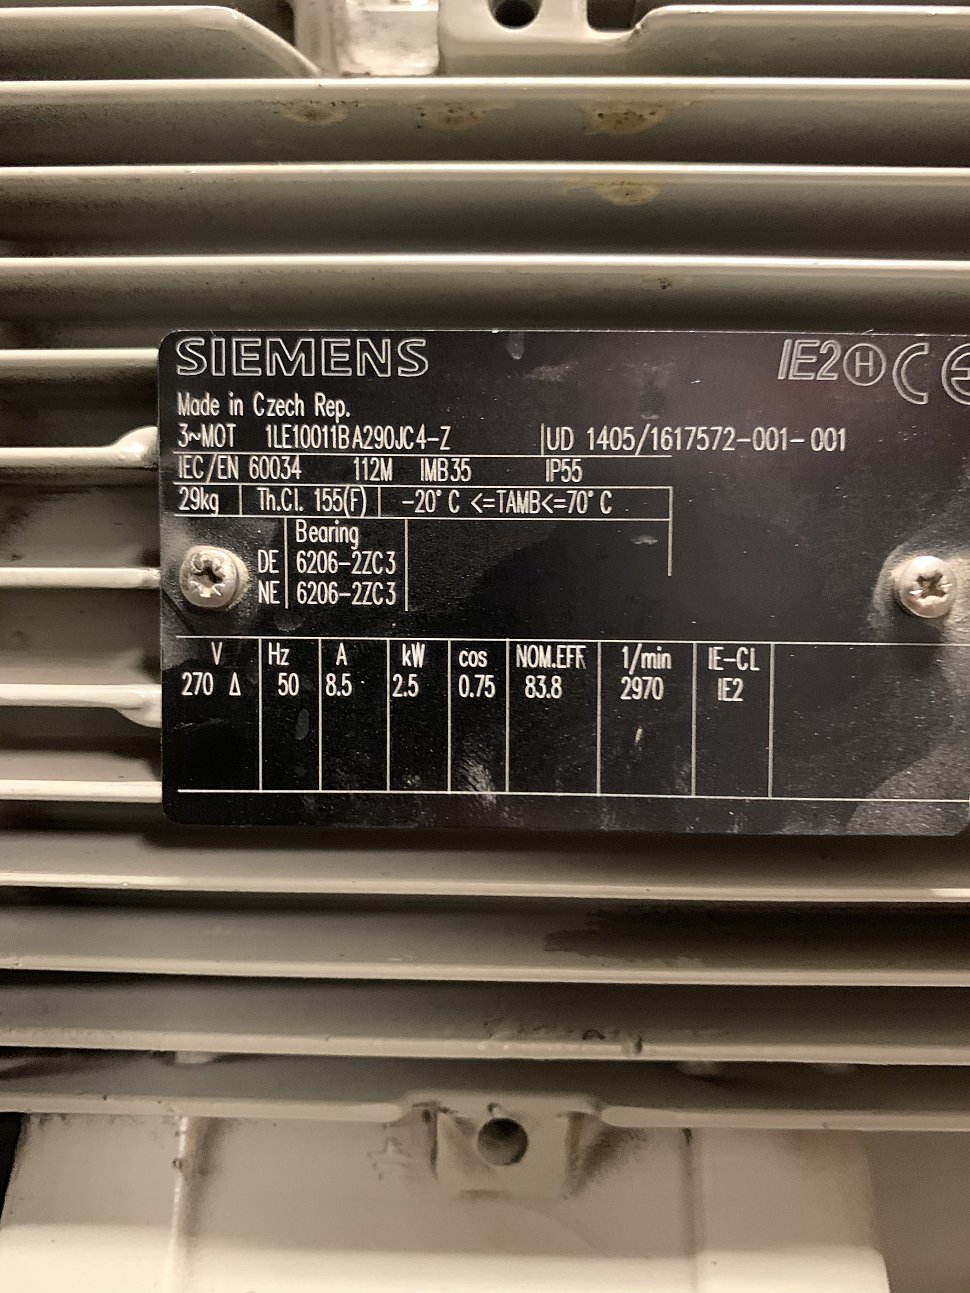 SIEMENS IE2 H CE
Made in Czech Rep.
3~MOT 1LE10011BA290JC4-Z UD 1405/1617572-001-001
IEC/EN 60034 112M IMB35 IP55
29kg Th.Cl. 155(F) -20° C <=TAMB<=70° C
Bearing
DE 6206-2ZC3
NE 6206-2ZC3
V Hz A kW cos NOM.EFF 1/min IE-CL
270 Δ 50 8.5 2.5 0.75 83.8 2970 IE2